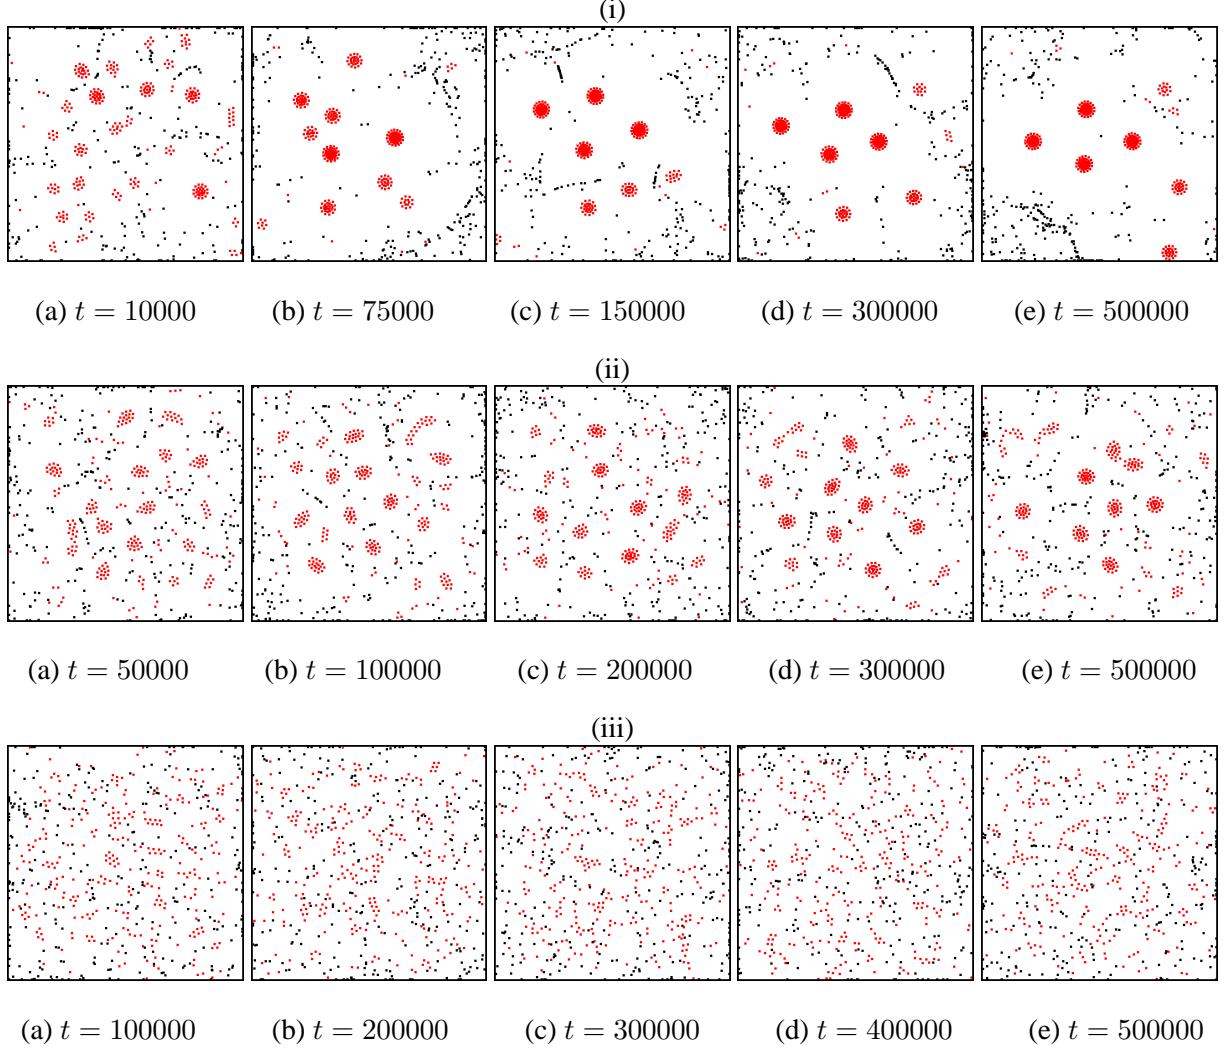 (i)
(a) t = 10000 (b) t = 75000 (c) t = 150000 (d) t = 300000 (e) t = 500000
(ii)
(a) t = 50000 (b) t = 100000 (c) t = 200000 (d) t = 300000 (e) t = 500000
(iii)
(a) t = 100000 (b) t = 200000 (c) t = 300000 (d) t = 400000 (e) t = 500000